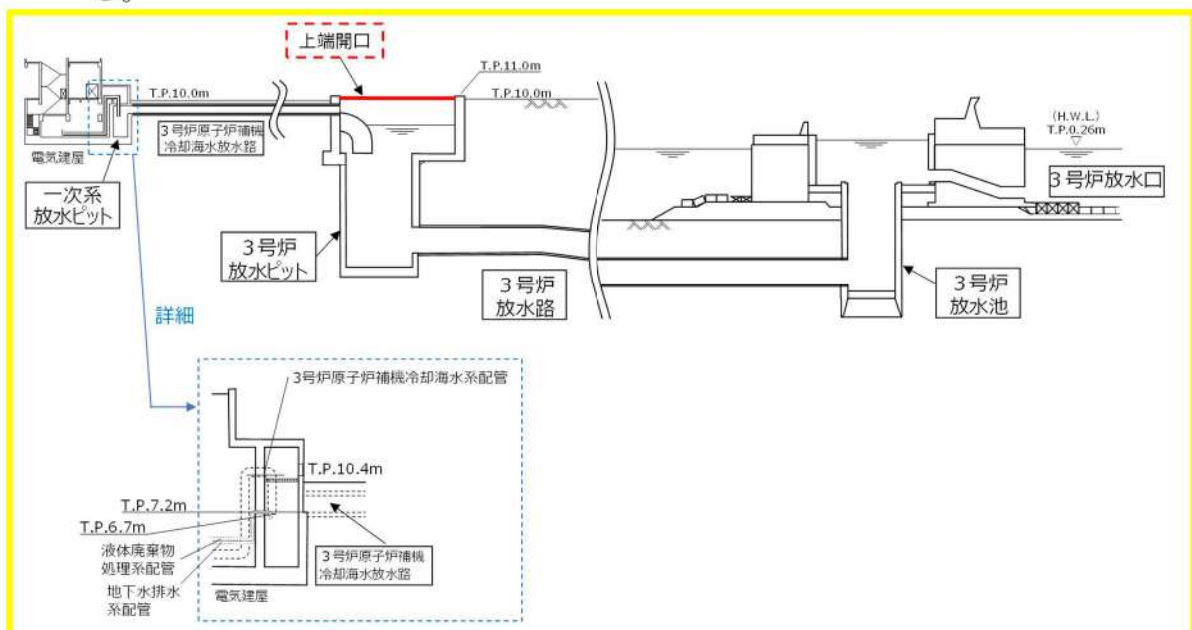 上端開口
T.P.11.0m
T.P.10.0m
T.P.10.0m
(H.W.L.)
T.P.0.26m
3号炉原子炉補機
冷却海水放水路
電気建屋
一次系
放水ピット
3号炉放水口
3号炉
放水ピット
3号炉
放水路
3号炉
放水池
詳細
3号炉原子炉補機冷却海水系配管
T.P.10.4m
T.P.7.2m
T.P.6.7m
液体廃棄物
処理系配管
地下水排水
系配管
3号炉原子炉補機
冷却海水放水路
電気建屋